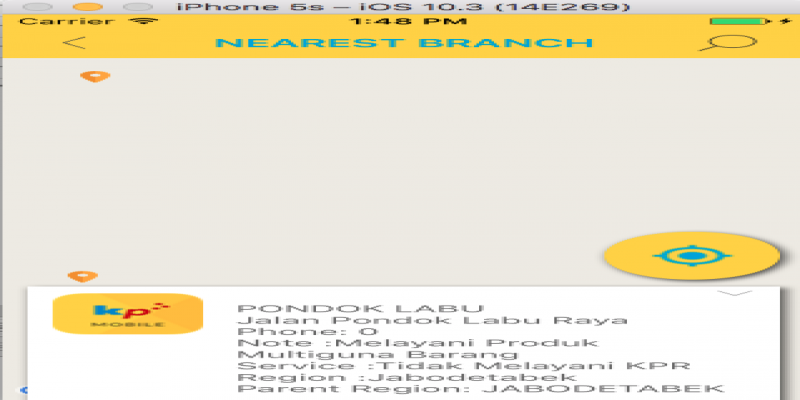 iPhone 5s – iOS 10.3 (14E269)
Carrier 1:48 PM
NEAREST BRANCH
kp
MOBILE
PONDOK LABU
Jalan Pondok Labu Raya
Phone: 0
Note :Melayani Produk
Multiguna Barang
Service :Tidak Melayani KPR
Region :Jabodetabek
Parent Region: JABODETABEK